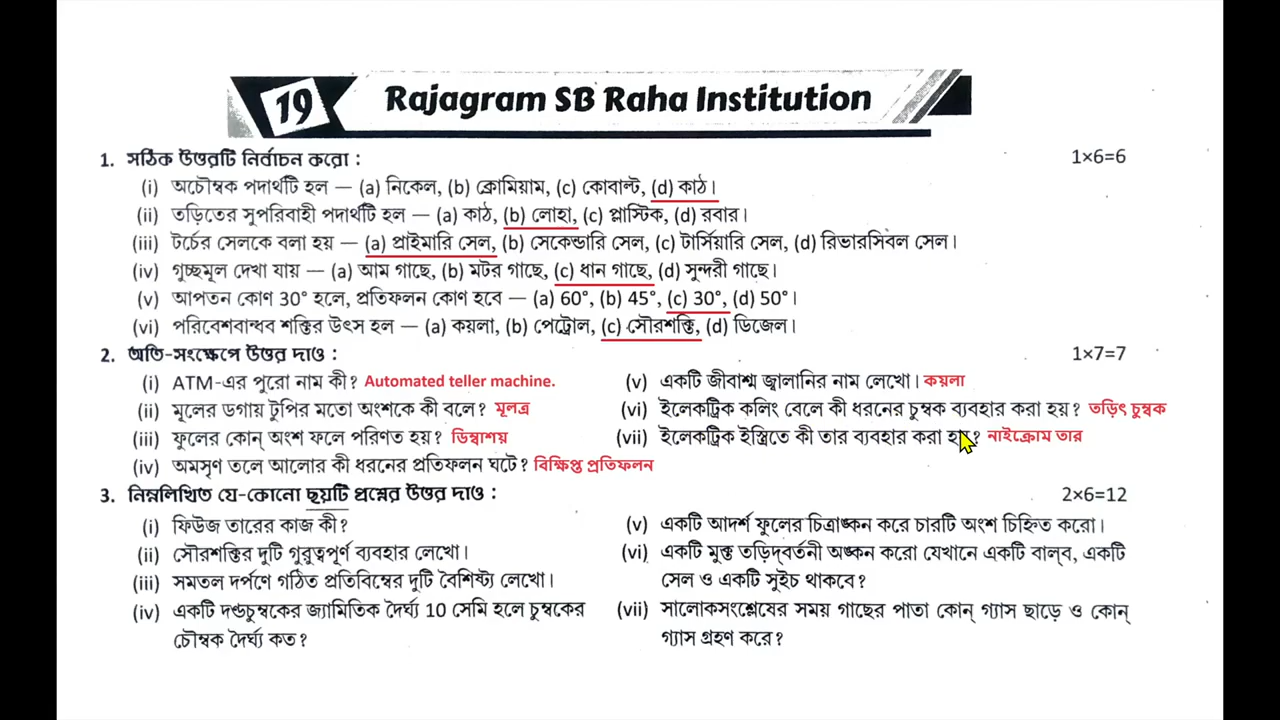 19 Rajagram SB Raha Institution
1. সঠিক উত্তরটি নির্বাচন করো : 1×6=6
(i) অচৌম্বক পদার্থটি হল — (a) নিকেল, (b) ক্রোমিয়াম, (c) কোবাল্ট, (d) কাঠ।
(ii) তড়িতের সুপরিবাহী পদার্থটি হল — (a) কাঠ, (b) লোহা, (c) প্লাস্টিক, (d) রবার।
(iii) টর্চের সেলকে বলা হয় — (a) প্রাইমারি সেল, (b) সেকেন্ডারি সেল, (c) টার্সিয়ারি সেল, (d) রিভারসিবল সেল।
(iv) গুচ্ছমূল দেখা যায় — (a) আম গাছে, (b) মটর গাছে, (c) ধান গাছে, (d) সুন্দরী গাছে।
(v) আপতন কোণ 30° হলে, প্রতিফলন কোণ হবে — (a) 60°, (b) 45°, (c) 30°, (d) 50°।
(vi) পরিবেশবান্ধব শক্তির উৎস হল — (a) কয়লা, (b) পেট্রোল, (c) সৌরশক্তি, (d) ডিজেল।
2. অতি-সংক্ষেপে উত্তর দাও : 1×7=7
(i) ATM-এর পুরো নাম কী? Automated teller machine.
(ii) মূলের ডগায় টুপির মতো অংশকে কী বলে? মূলত্র
(iii) ফুলের কোন্ অংশ ফলে পরিণত হয়? ডিম্বাশয়
(iv) অমসৃণ তলে আলোর কী ধরনের প্রতিফলন ঘটে? বিক্ষিপ্ত প্রতিফলন
(v) একটি জীবাশ্ম জ্বালানির নাম লেখো। কয়লা
(vi) ইলেকট্রিক কলিং বেলে কী ধরনের চুম্বক ব্যবহার করা হয়? তড়িৎ চুম্বক
(vii) ইলেকট্রিক ইস্ত্রিতে কী তার ব্যবহার করা হয়? নাইক্রোম তার
3. নিম্নলিখিত যে-কোনো ছয়টি প্রশ্নের উত্তর দাও : 2×6=12
(i) ফিউজ তারের কাজ কী?
(ii) সৌরশক্তির দুটি গুরুত্বপূর্ণ ব্যবহার লেখো।
(iii) সমতল দর্পণে গঠিত প্রতিবিম্বের দুটি বৈশিষ্ট্য লেখো।
(iv) একটি দণ্ডচুম্বকের জ্যামিতিক দৈর্ঘ্য 10 সেমি হলে চুম্বকের
চৌম্বক দৈর্ঘ্য কত?
(v) একটি আদর্শ ফুলের চিত্রাঙ্কন করে চারটি অংশ চিহ্নিত করো।
(vi) একটি মুক্ত তড়িদ্‌বর্তনী অঙ্কন করো যেখানে একটি বাল্‌ব, একটি
সেল ও একটি সুইচ থাকবে?
(vii) সালোকসংশ্লেষের সময় গাছের পাতা কোন্ গ্যাস ছাড়ে ও কোন্
গ্যাস গ্রহণ করে?